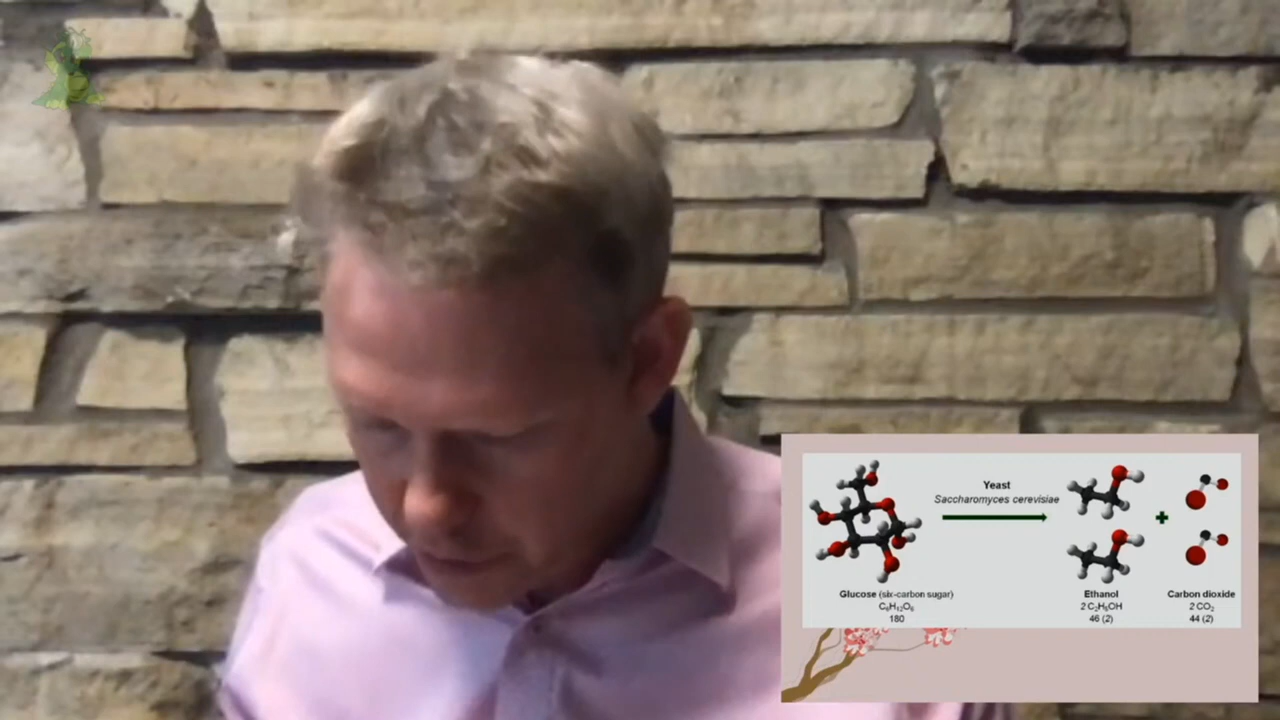 Yeast
Saccharomyces cerevisiae
Glucose (six-carbon sugar)
C₆H₁₂O₆
180
+
Ethanol
2 C₂H₅OH
46 (2)
Carbon dioxide
2 CO₂
44 (2)